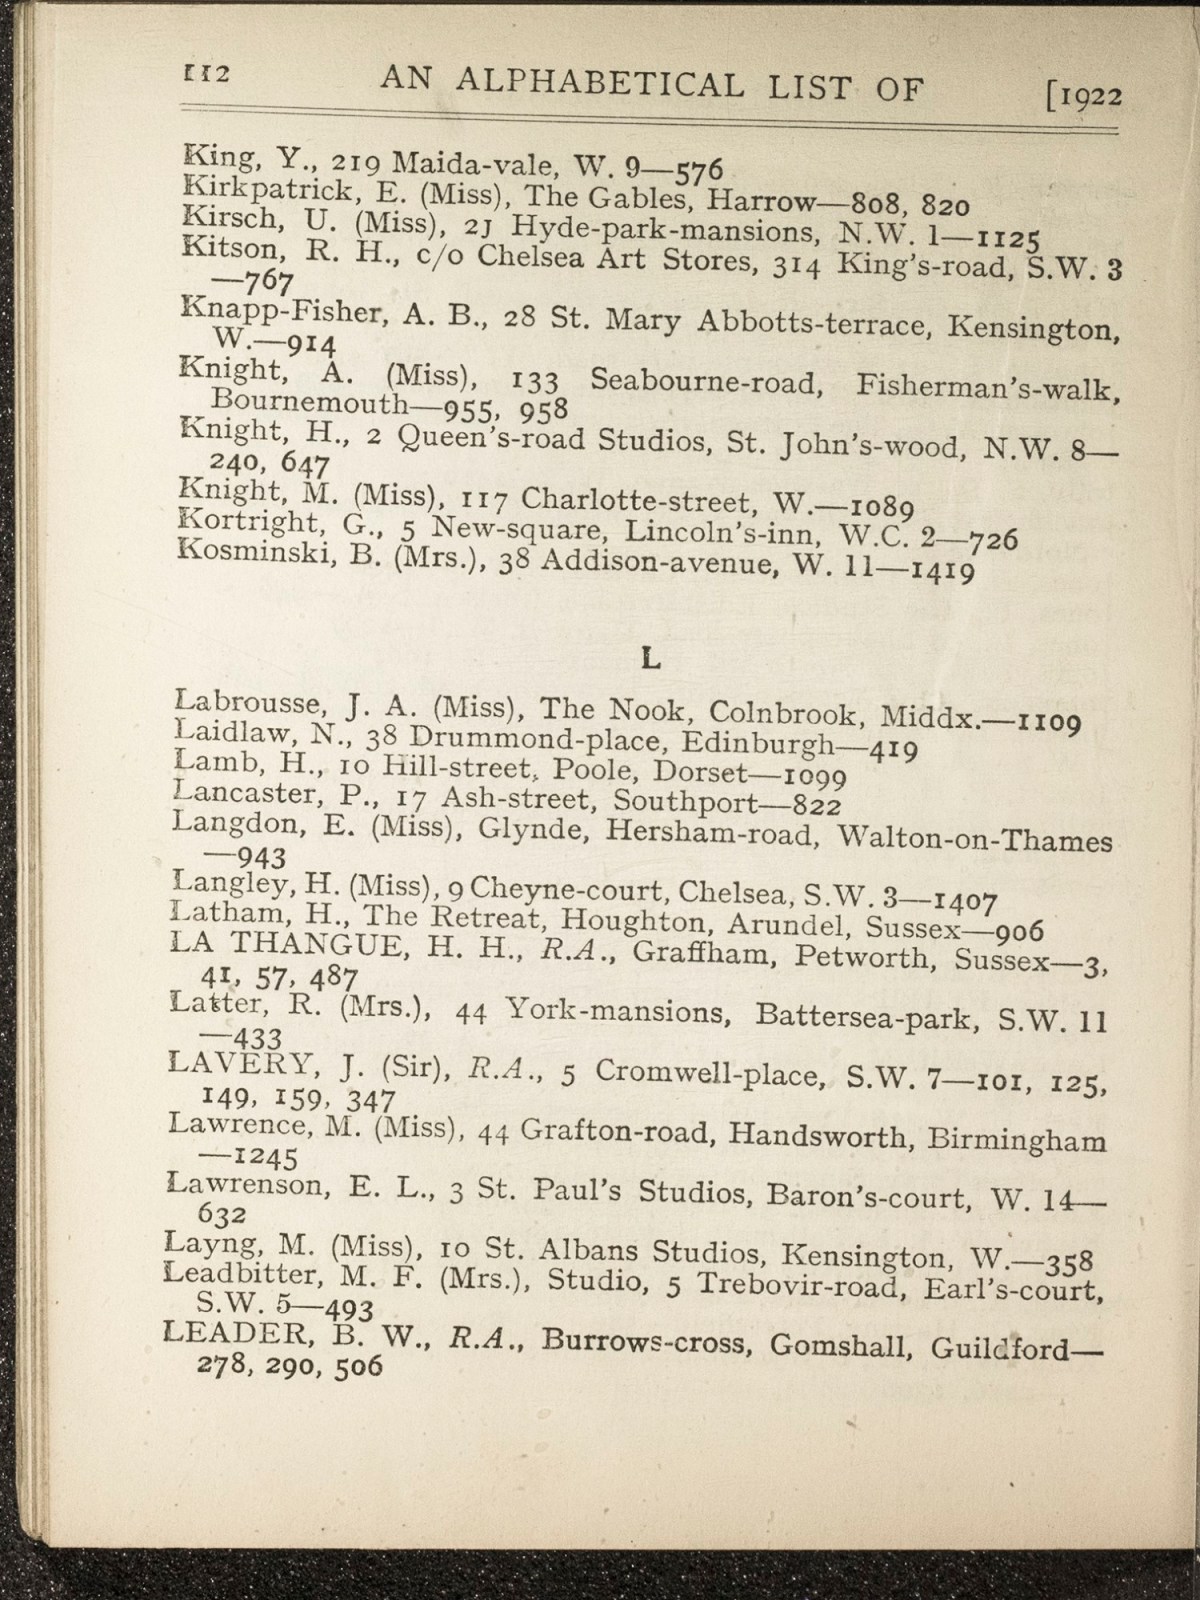 112 AN ALPHABETICAL LIST OF [1922
King, Y., 219 Maida-vale, W. 9—576
Kirkpatrick, E. (Miss), The Gables, Harrow—808, 820
Kirsch, U. (Miss), 2J Hyde-park-mansions, N.W. 1—1125
Kitson, R. H., c/o Chelsea Art Stores, 314 King's-road, S.W. 3
—767
Knapp-Fisher, A. B., 28 St. Mary Abbotts-terrace, Kensington,
W.—914
Knight, A. (Miss), 133 Seabourne-road, Fisherman's-walk,
Bournemouth—955, 958
Knight, H., 2 Queen's-road Studios, St. John's-wood, N.W. 8—
240, 647
Knight, M. (Miss), 117 Charlotte-street, W.—1089
Kortright, G., 5 New-square, Lincoln's-inn, W.C. 2—726
Kosminski, B. (Mrs.), 38 Addison-avenue, W. 11—1419
L
Labrousse, J. A. (Miss), The Nook, Colnbrook, Middx.—1109
Laidlaw, N., 38 Drummond-place, Edinburgh—419
Lamb, H., 10 Hill-street, Poole, Dorset—1099
Lancaster, P., 17 Ash-street, Southport—822
Langdon, E. (Miss), Glynde, Hersham-road, Walton-on-Thames
—943
Langley, H. (Miss), 9 Cheyne-court, Chelsea, S.W. 3—1407
Latham, H., The Retreat, Houghton, Arundel, Sussex—906
LA THANGUE, H. H., R.A., Graffham, Petworth, Sussex—3,
41, 57, 487
Latter, R. (Mrs.), 44 York-mansions, Battersea-park, S.W. 11
—433
LAVERY, J. (Sir), R.A., 5 Cromwell-place, S.W. 7—101, 125,
149, 159, 347
Lawrence, M. (Miss), 44 Grafton-road, Handsworth, Birmingham
—1245
Lawrenson, E. L., 3 St. Paul's Studios, Baron's-court, W. 14—
632
Layng, M. (Miss), 10 St. Albans Studios, Kensington, W.—358
Leadbitter, M. F. (Mrs.), Studio, 5 Trebovir-road, Earl's-court,
S.W. 5—493
LEADER, B. W., R.A., Burrows-cross, Gomshall, Guildford—
278, 290, 506